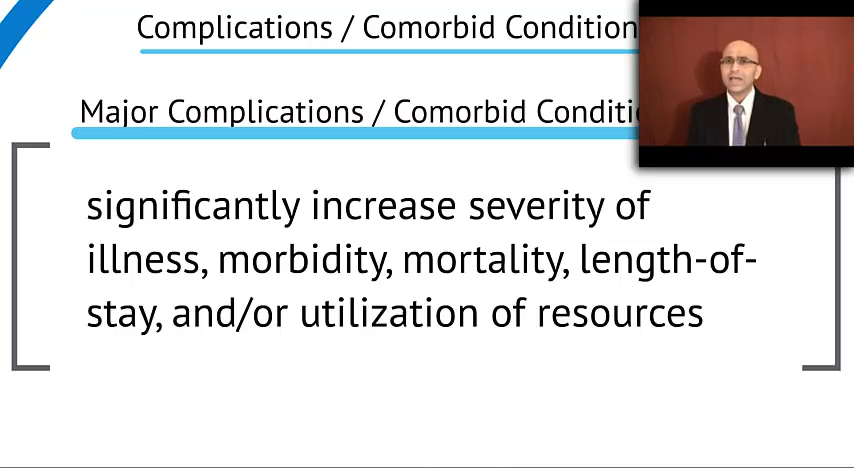 Complications / Comorbid Condition
Major Complications / Comorbid Conditi
significantly increase severity of
illness, morbidity, mortality, length-of-
stay, and/or utilization of resources